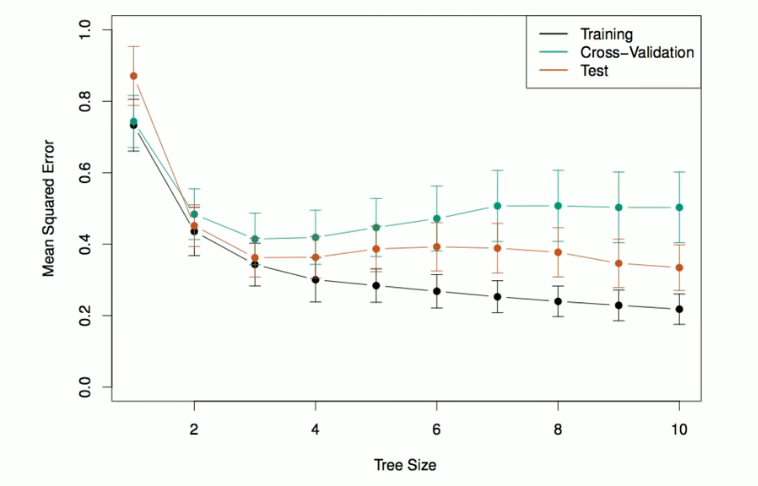 Training
Cross−Validation
Test
Mean Squared Error
1.0
0.8
0.6
0.4
0.2
0.0
2 4 6 8 10
Tree Size